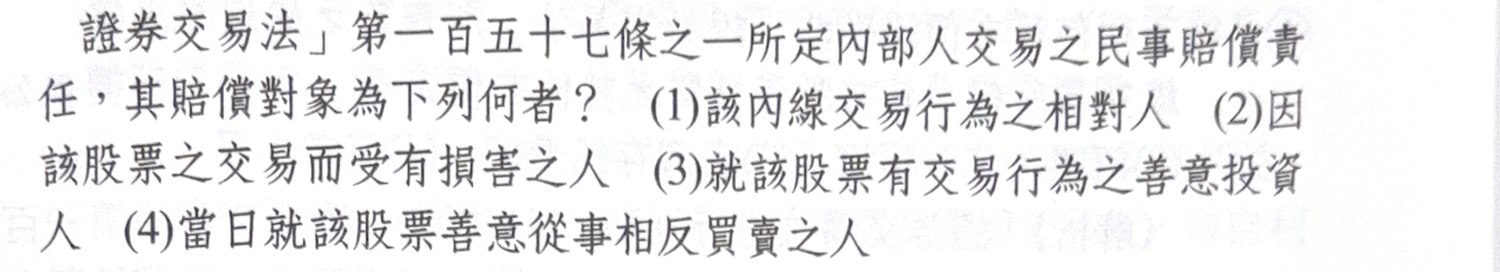 證券交易法」第一百五十七條之一所定內部人交易之民事賠償責
任，其賠償對象為下列何者？ (1)該內線交易行為之相對人 (2)因
該股票之交易而受有損害之人 (3)就該股票有交易行為之善意投資
人 (4)當日就該股票善意從事相反買賣之人